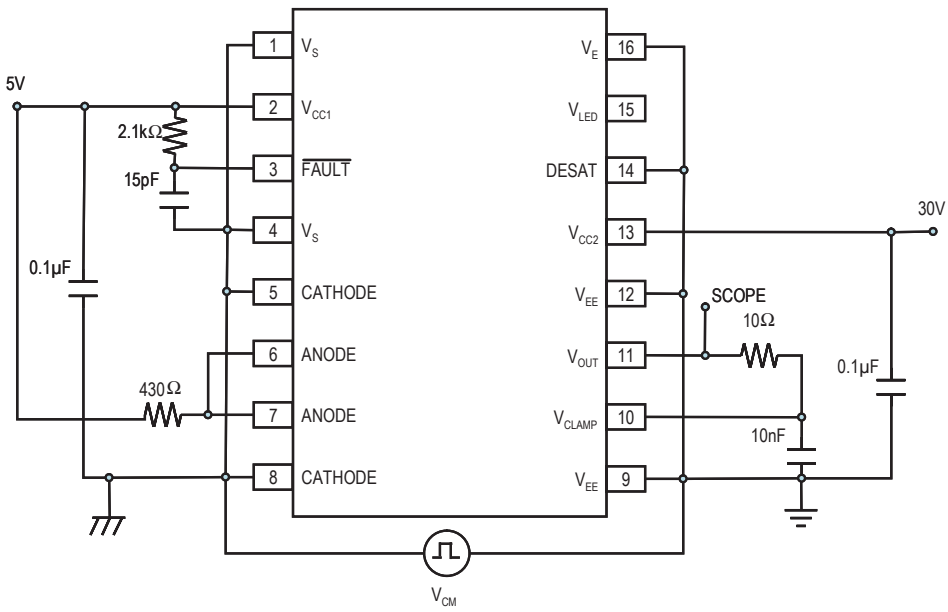 1 V_S
V_E 16
5V
2 V_CC1
V_LED 15
2.1kΩ
3 F̅A̅U̅L̅T̅
DESAT 14
15pF
4 V_S
V_CC2 13
30V
0.1µF
5 CATHODE
V_EE 12
SCOPE
10Ω
6 ANODE
V_OUT 11
0.1µF
430Ω
7 ANODE
V_CLAMP 10
10nF
8 CATHODE
V_EE 9
V_CM